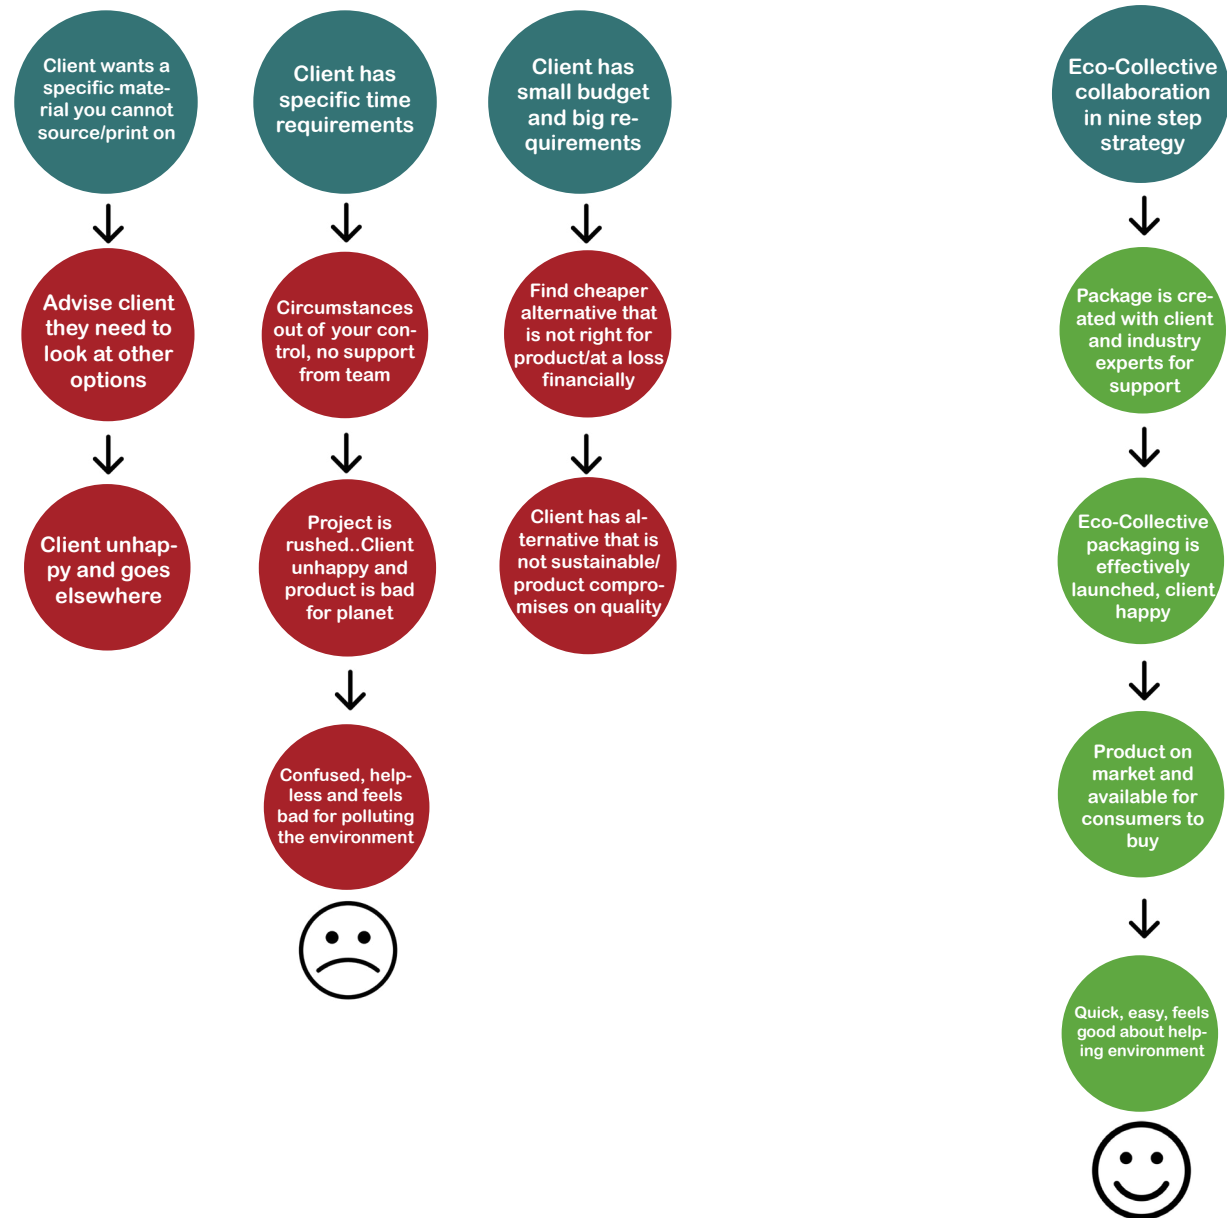 Client wants a
specific mate-
rial you cannot
source/print on
Advise client
they need to
look at other
options
Client unhap-
py and goes
elsewhere
Client has
specific time
requirements
Circumstances
out of your con-
trol, no support
from team
Project is
rushed..Client
unhappy and
product is bad
for planet
Confused, help-
less and feels
bad for polluting
the environment
Client has
small budget
and big re-
quirements
Find cheaper
alternative that
is not right for
product/at a loss
financially
Client has al-
ternative that is
not sustainable/
product compro-
mises on quality
Eco-Collective
collaboration
in nine step
strategy
Package is cre-
ated with client
and industry
experts for
support
Eco-Collective
packaging is
effectively
launched, client
happy
Product on
market and
available for
consumers to
buy
Quick, easy, feels
good about help-
ing environment